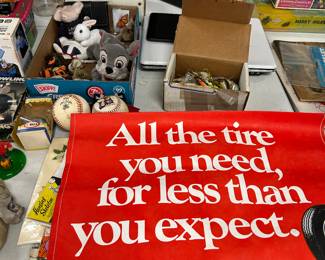 All the tire
you need,
for less than
you expect.